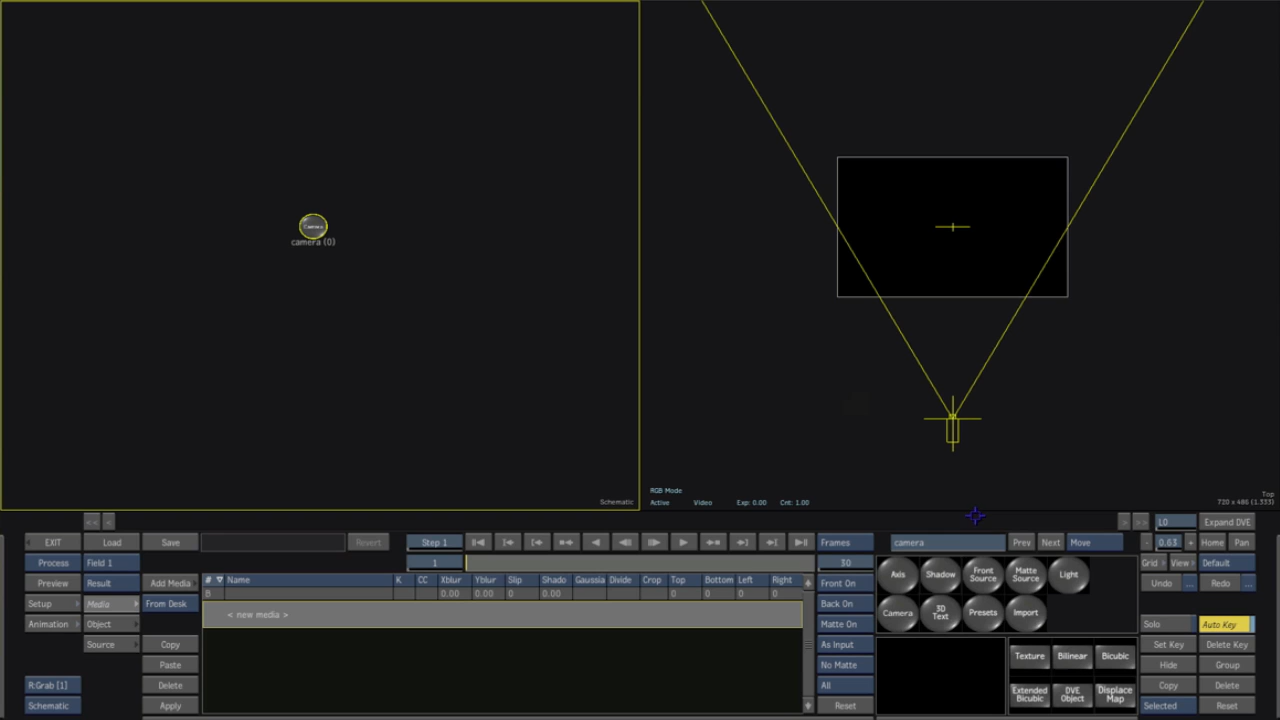 Camera
camera (0)
Schematic
RGB Mode
Active Video Exp: 0.00 Cnt: 1.00
Top
720 x 486 (1.333)
<< <
> >> L0 Expand DVE
EXIT Load Save Revert Step 1 Frames camera Prev Next Move - 0.63 + Home Pan
Process Field 1 1 30 Grid View Default
Preview Result Add Media # Name K CC Xblur Yblur Slip Shado Gaussia Divide Crop Top Bottom Left Right Front On Undo ... Redo ...
B 0.00 0.00 0 0 0 0 0 0
Axis Shadow Front Source Matte Source Light
Setup Media From Desk < new media > Back On
Camera 3D Text Presets Import
Animation Object Matte On Solo Auto Key
Source Copy As Input Set Key Delete Key
Paste No Matte Texture Bilinear Bicubic Hide Group
R:Grab [1] Delete All Copy Delete
Schematic Apply Reset Extended Bicubic DVE Object Displace Map Selected Reset